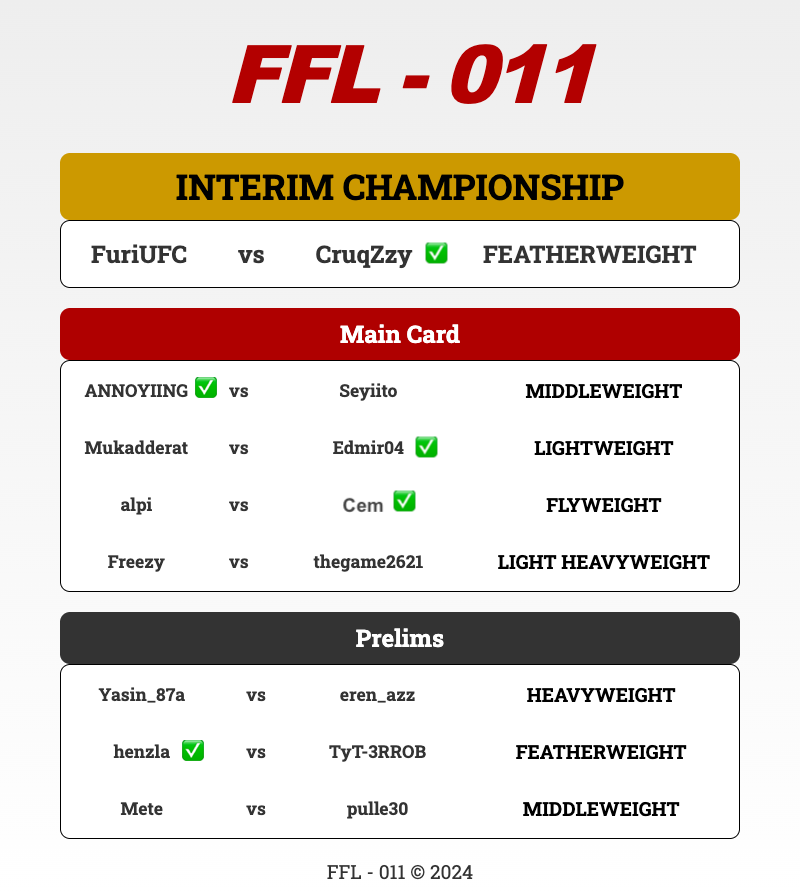 FFL - 011
INTERIM CHAMPIONSHIP
FuriUFC vs CruqZzy ✅ FEATHERWEIGHT
Main Card
ANNOYIING ✅ vs Seyiito MIDDLEWEIGHT
Mukadderat vs Edmir04 ✅ LIGHTWEIGHT
alpi vs Cem ✅ FLYWEIGHT
Freezy vs thegame2621 LIGHT HEAVYWEIGHT
Prelims
Yasin_87a vs eren_azz HEAVYWEIGHT
henzla ✅ vs TyT-3RROB FEATHERWEIGHT
Mete vs pulle30 MIDDLEWEIGHT
FFL - 011 © 2024